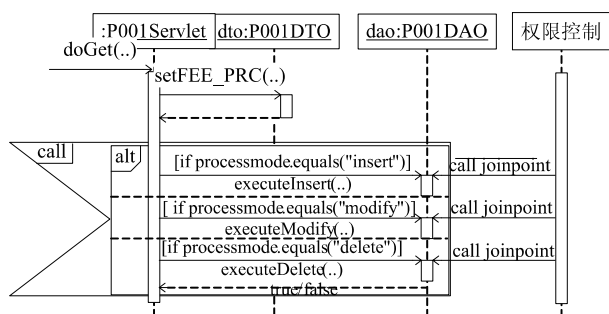 :P001Servlet dto:P001DTO dao:P001DAO 权限控制
doGet(..)
setFEE_PRC(..)
call
alt
[if processmode.equals("insert")]
call joinpoint
executeInsert(..)
[ if processmode.equals("modify")]
call joinpoint
executeModify(..)
[if processmode.equals("delete")]
call joinpoint
executeDelete(..)
true/false